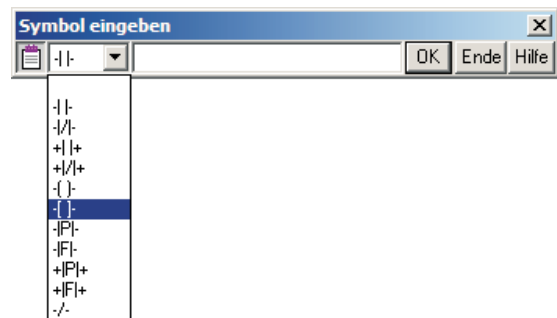 Symbol eingeben
-| |- OK Ende Hilfe
-| |-
-|/|-
+| |+
+|/|+
-( )-
-[ ]-
-|P|-
-|F|-
+|P|+
+|F|+
-/-